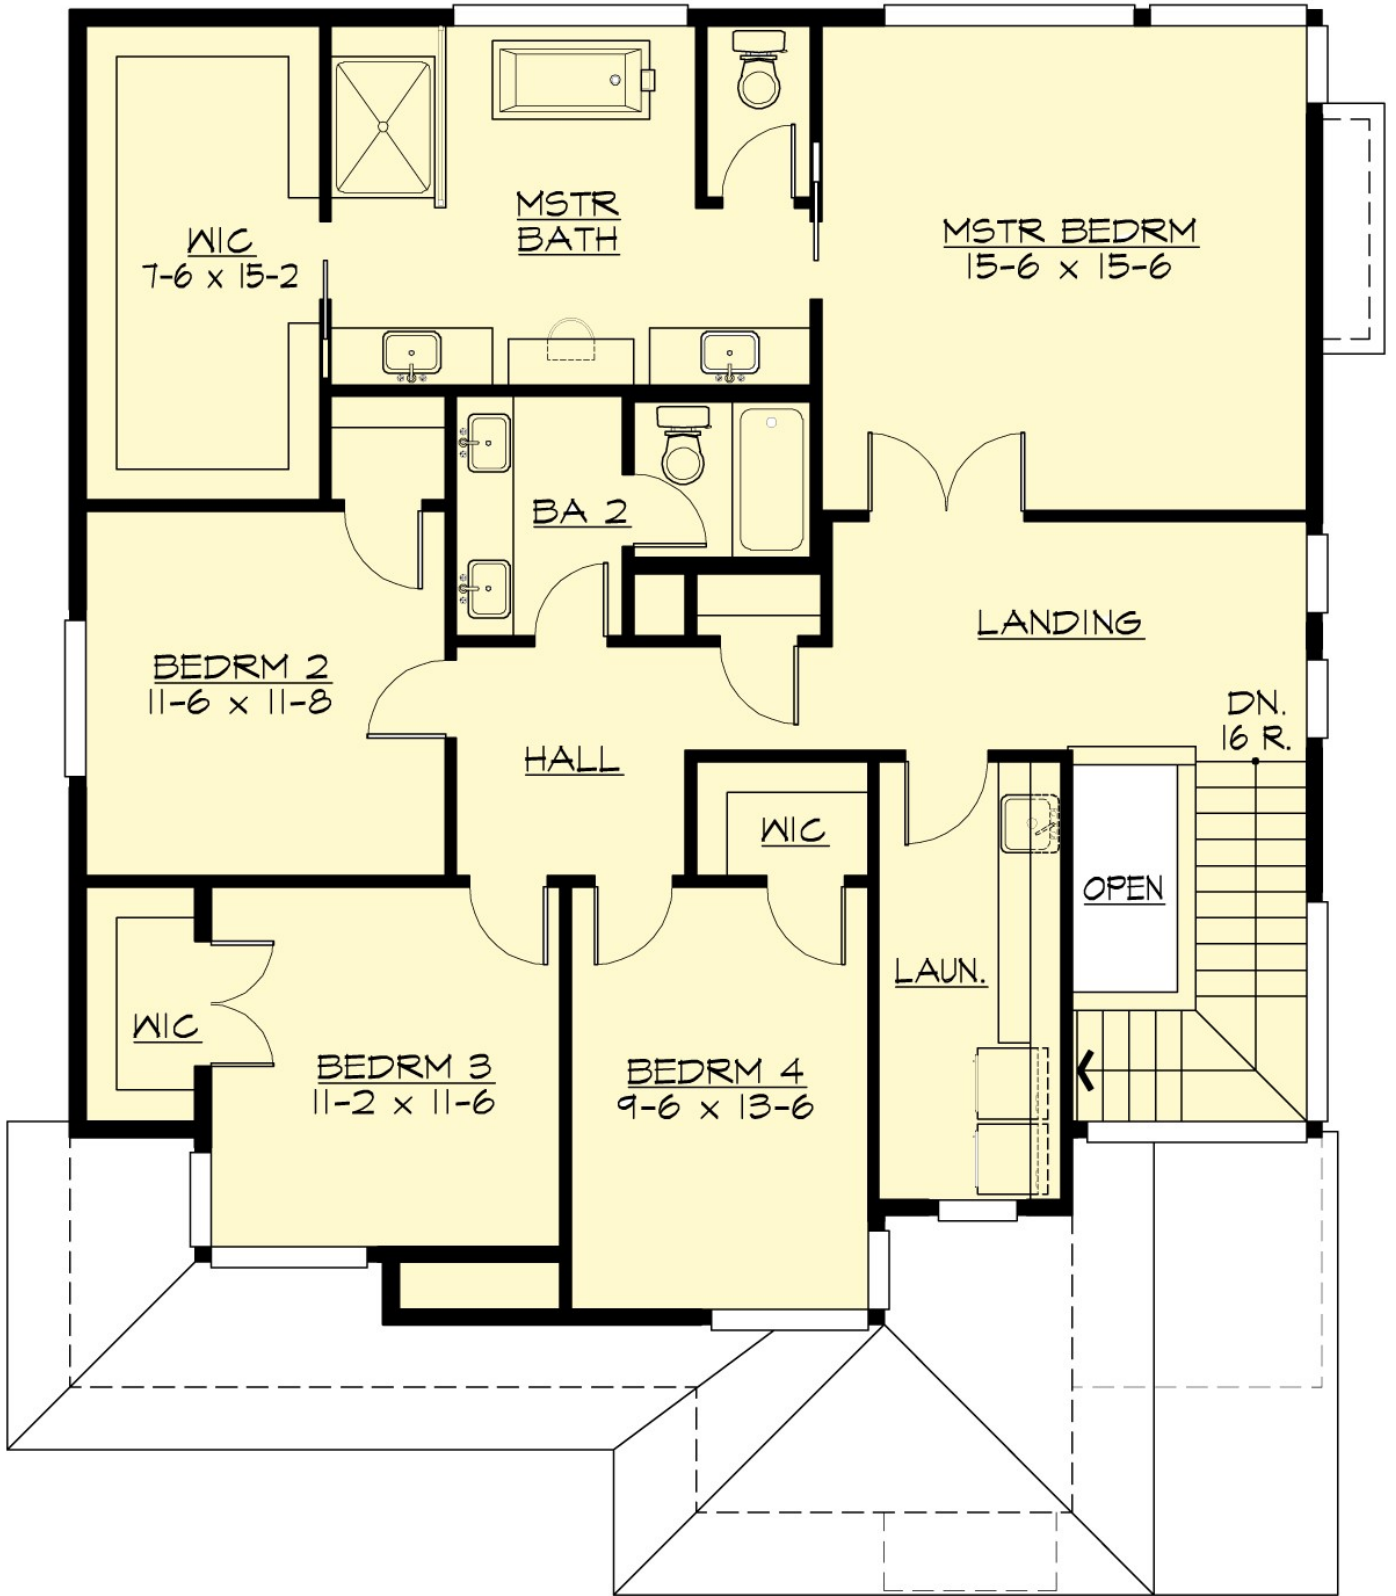 MSTR
BATH
WIC
7-6 x 15-2
MSTR BEDRM
15-6 x 15-6
BA 2
LANDING
BEDRM 2
11-6 x 11-8
DN.
16 R.
HALL
WIC
OPEN
LAUN.
WIC
BEDRM 3
11-2 x 11-6
BEDRM 4
9-6 x 13-6